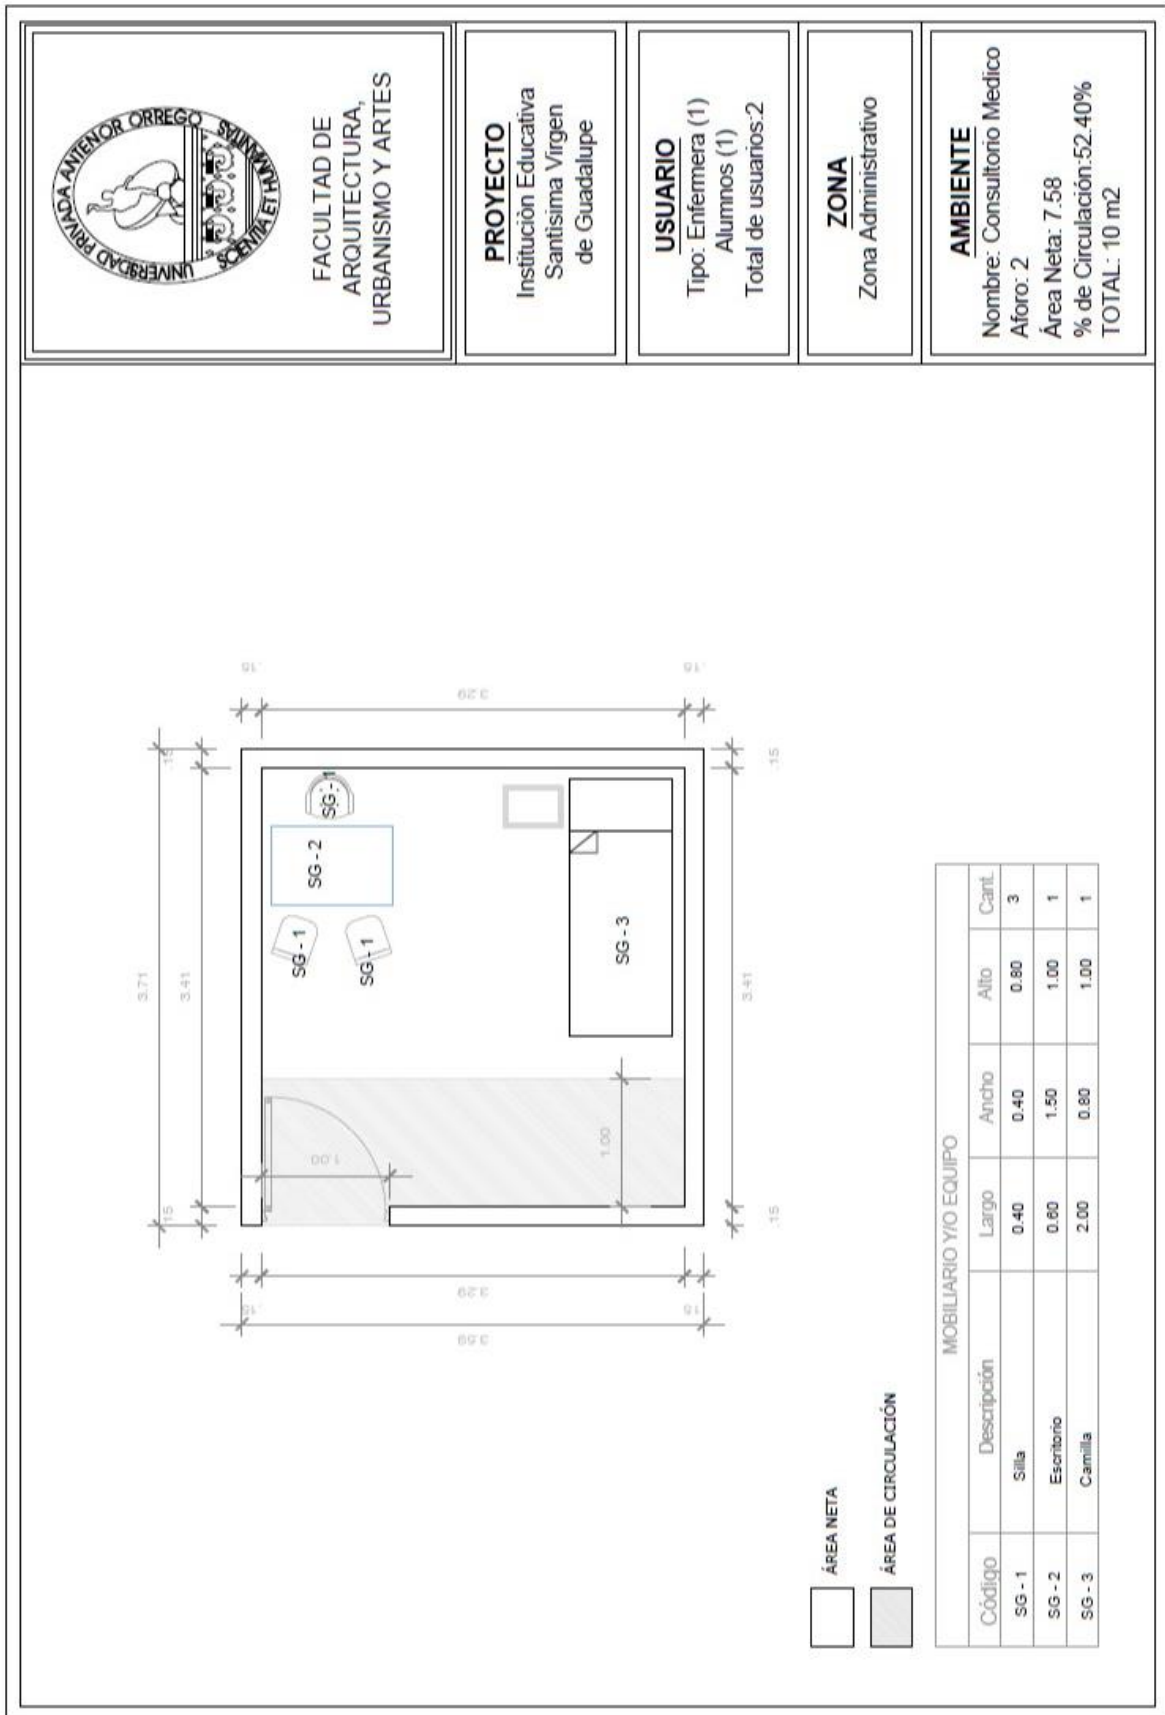 UNIVERSIDAD PRIVADA ANTENOR ORREGO
SCIENTIA ET HUMANITAS
FACULTAD DE
ARQUITECTURA,
URBANISMO Y ARTES
PROYECTO
Institución Educativa
Santisima Virgen
de Guadalupe
USUARIO
Tipo: Enfermera (1)
Alumnos (1)
Total de usuarios:2
ZONA
Zona Administrativo
AMBIENTE
Nombre: Consultorio Medico
Aforo: 2
Área Neta: 7.58
% de Circulación:52.40%
TOTAL: 10 m2
3.71
.15
3.41
.15
.15
3.59
.15
3.29
.15
3.29
.15
1.00
1.00
SG - 1
SG - 1
SG - 2
SG - 1
SG - 3
.15
3.41
.15
ÁREA NETA
ÁREA DE CIRCULACIÓN
MOBILIARIO Y/O EQUIPO
Código Descripción Largo Ancho Alto Cant.
SG - 1 Silla 0.40 0.40 0.80 3
SG - 2 Escritorio 0.60 1.50 1.00 1
SG - 3 Camilla 2.00 0.80 1.00 1